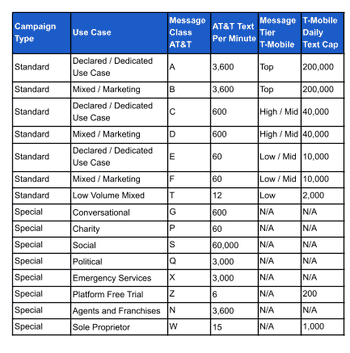 Campaign Type Use Case Message Class AT&T AT&T Text Per Minute Message Tier T-Mobile T-Mobile Daily Text Cap
Standard Declared / Dedicated Use Case A 3,600 Top 200,000
Standard Mixed / Marketing B 3,600 Top 200,000
Standard Declared / Dedicated Use Case C 600 High / Mid 40,000
Standard Mixed / Marketing D 600 High / Mid 40,000
Standard Declared / Dedicated Use Case E 60 Low / Mid 10,000
Standard Mixed / Marketing F 60 Low / Mid 10,000
Standard Low Volume Mixed T 12 Low 2,000
Special Conversational G 600 N/A N/A
Special Charity P 60 N/A N/A
Special Social S 60,000 N/A N/A
Special Political Q 3,000 N/A N/A
Special Emergency Services X 3,000 N/A N/A
Special Platform Free Trial Z 6 N/A 200
Special Agents and Franchises N 3,600 N/A N/A
Special Sole Proprietor W 15 N/A 1,000